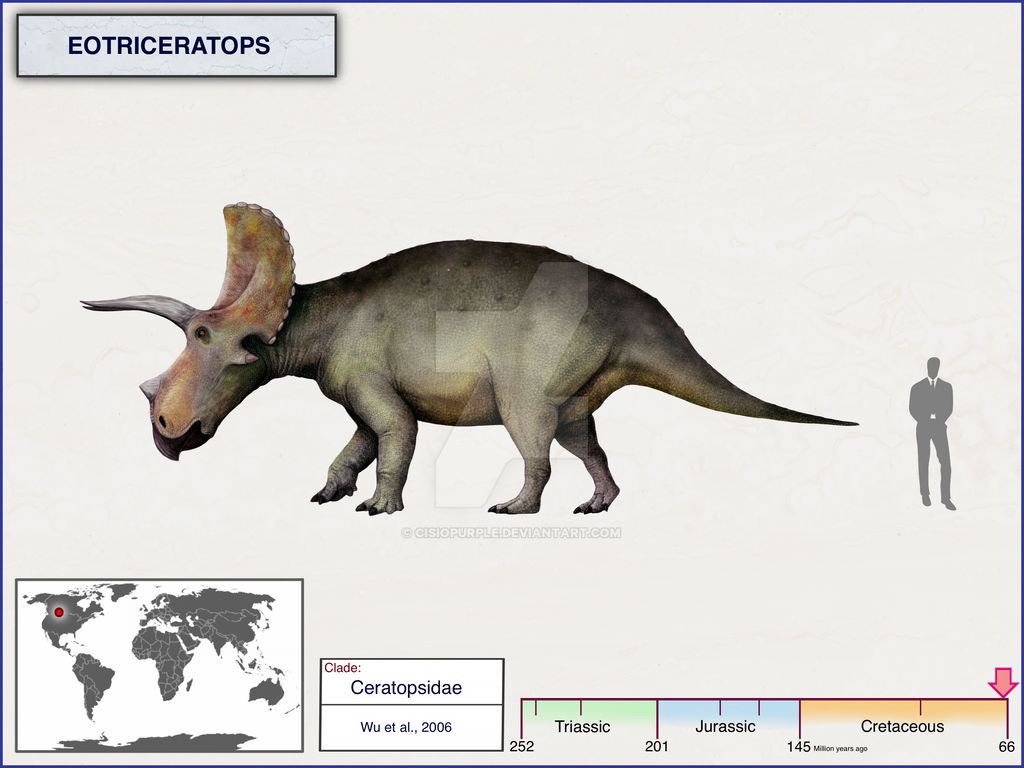 EOTRICERATOPS
© CISIOPURPLE.DEVIANTART.COM
Clade:
Ceratopsidae
Wu et al., 2006
Triassic
Jurassic
Cretaceous
252
201
145
Million years ago
66